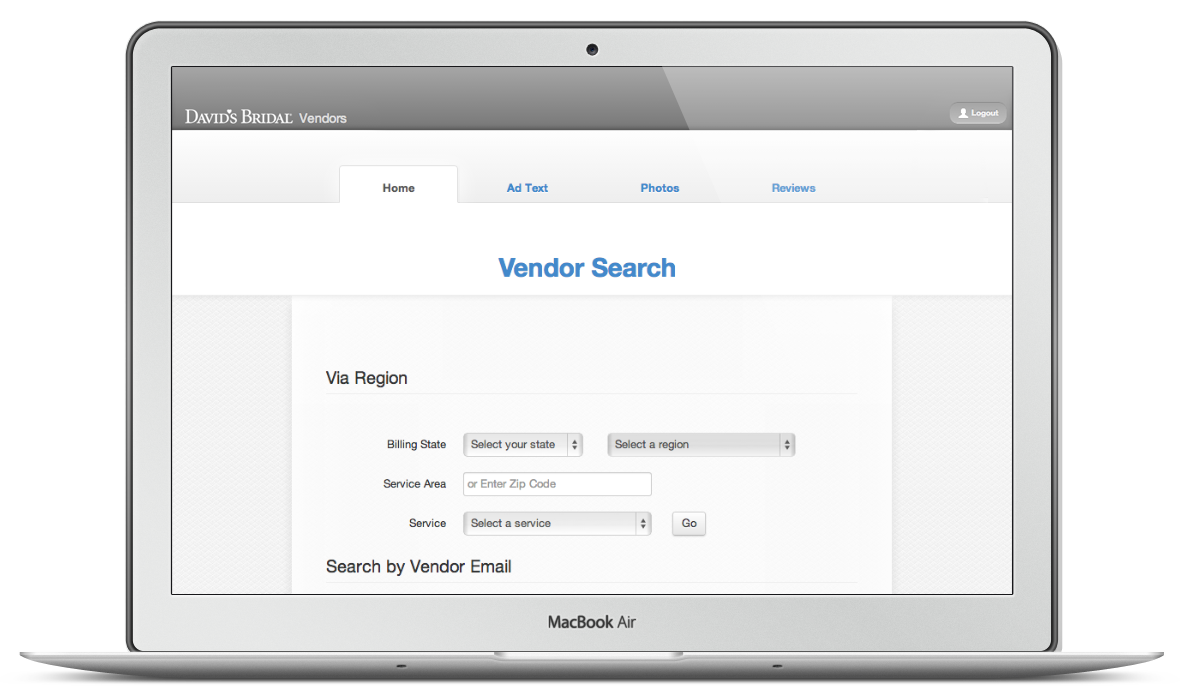 DAVID'S BRIDAL Vendors
Logout
Home Ad Text Photos Reviews
Vendor Search
Via Region
Billing State Select your state Select a region
Service Area or Enter Zip Code
Service Select a service Go
Search by Vendor Email
MacBook Air